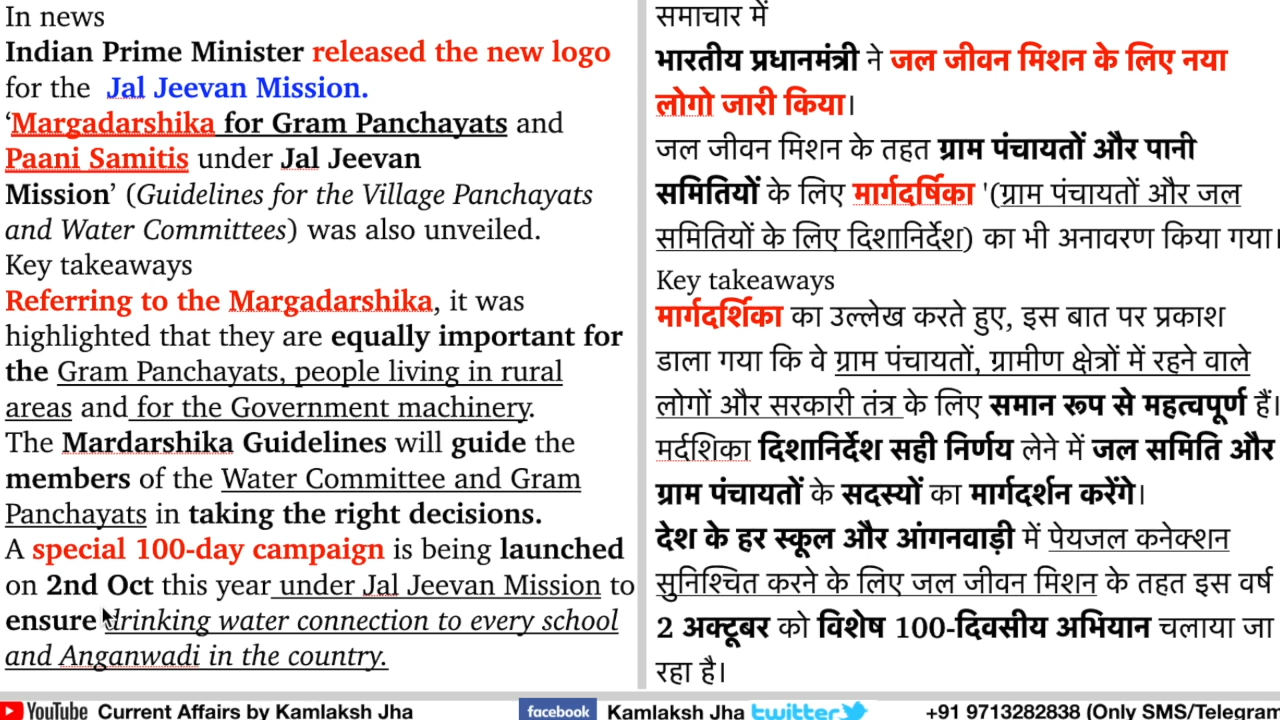 In news
Indian Prime Minister released the new logo
for the Jal Jeevan Mission.
‘Margadarshika for Gram Panchayats and
Paani Samitis under Jal Jeevan
Mission’ (Guidelines for the Village Panchayats
and Water Committees) was also unveiled.
Key takeaways
Referring to the Margadarshika, it was
highlighted that they are equally important for
the Gram Panchayats, people living in rural
areas and for the Government machinery.
The Mardarshika Guidelines will guide the
members of the Water Committee and Gram
Panchayats in taking the right decisions.
A special 100-day campaign is being launched
on 2nd Oct this year under Jal Jeevan Mission to
ensure drinking water connection to every school
and Anganwadi in the country.
समाचार में
भारतीय प्रधानमंत्री ने जल जीवन मिशन के लिए नया
लोगो जारी किया।
जल जीवन मिशन के तहत ग्राम पंचायतों और पानी
समितियों के लिए मार्गदर्षिका '(ग्राम पंचायतों और जल
समितियों के लिए दिशानिर्देश) का भी अनावरण किया गया।
Key takeaways
मार्गदर्शिका का उल्लेख करते हुए, इस बात पर प्रकाश
डाला गया कि वे ग्राम पंचायतों, ग्रामीण क्षेत्रों में रहने वाले
लोगों और सरकारी तंत्र के लिए समान रूप से महत्वपूर्ण हैं।
मर्दशिका दिशानिर्देश सही निर्णय लेने में जल समिति और
ग्राम पंचायतों के सदस्यों का मार्गदर्शन करेंगे।
देश के हर स्कूल और आंगनवाड़ी में पेयजल कनेक्शन
सुनिश्चित करने के लिए जल जीवन मिशन के तहत इस वर्ष
2 अक्टूबर को विशेष 100-दिवसीय अभियान चलाया जा
रहा है।
YouTube Current Affairs by Kamlaksh Jha facebook Kamlaksh Jha twitter +91 9713282838 (Only SMS/Telegram